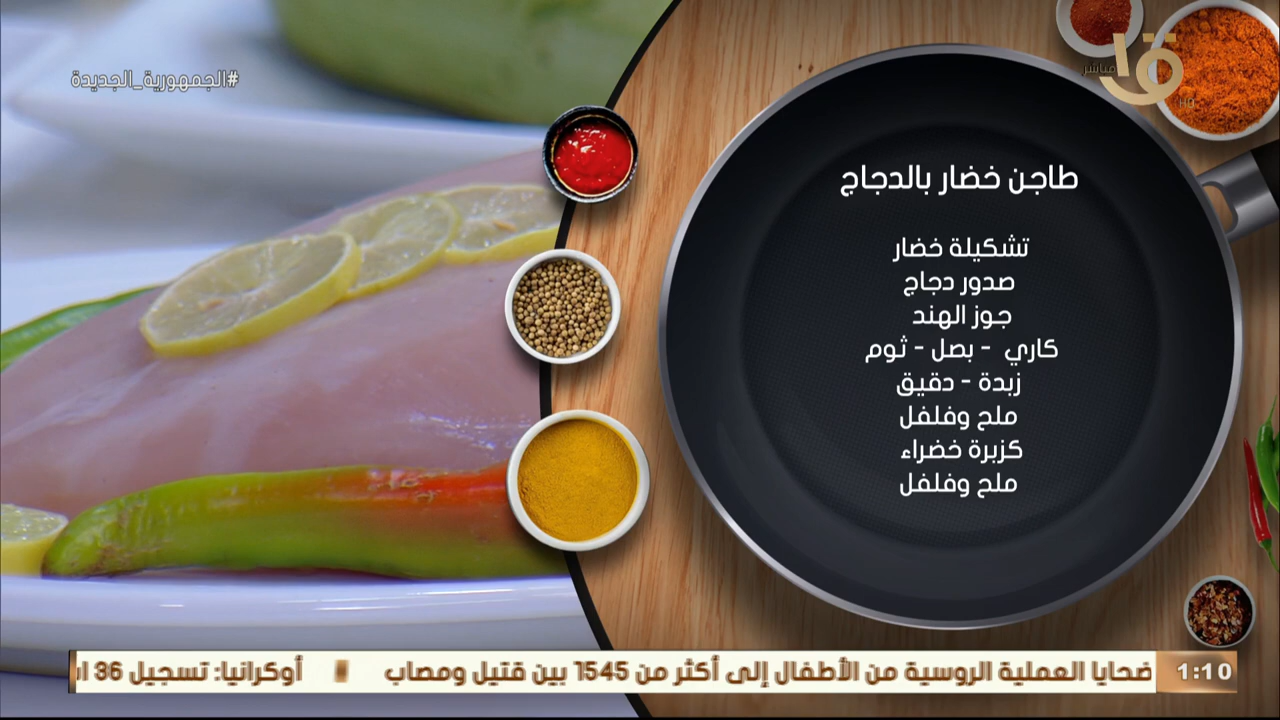 #الجمهورية_الجديدة
مباشر
HD
طاجن خضار بالدجاج
تشكيلة خضار
صدور دجاج
جوز الهند
كاري - بصل - ثوم
زبدة - دقيق
ملح وفلفل
كزبرة خضراء
ملح وفلفل
1:10 ضحايا العملية الروسية من الأطفال إلى أكثر من 1545 بين قتيل ومصاب أوكرانيا: تسجيل 36